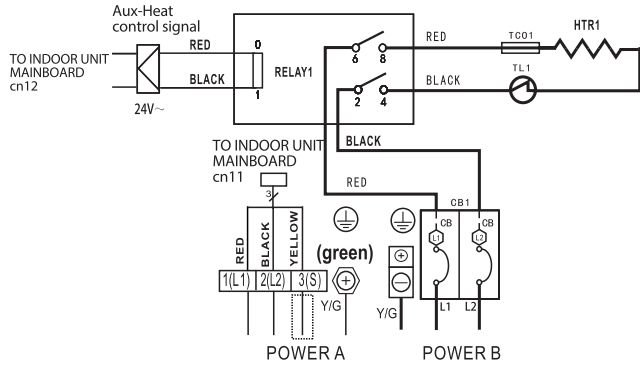 Aux-Heat
control signal
TO INDOOR UNIT
MAINBOARD
cn12
RED
BLACK
24V~
0
1
RELAY1
6 8
2 4
RED
TCO1
HTR1
BLACK
TL1
TO INDOOR UNIT
MAINBOARD
cn11
BLACK
RED
3
RED
BLACK
YELLOW
(green)
CB1
CB CB
L1 L2
1(L1) 2(L2) 3(S)
Y/G
Y/G
L1 L2
POWER A
POWER B